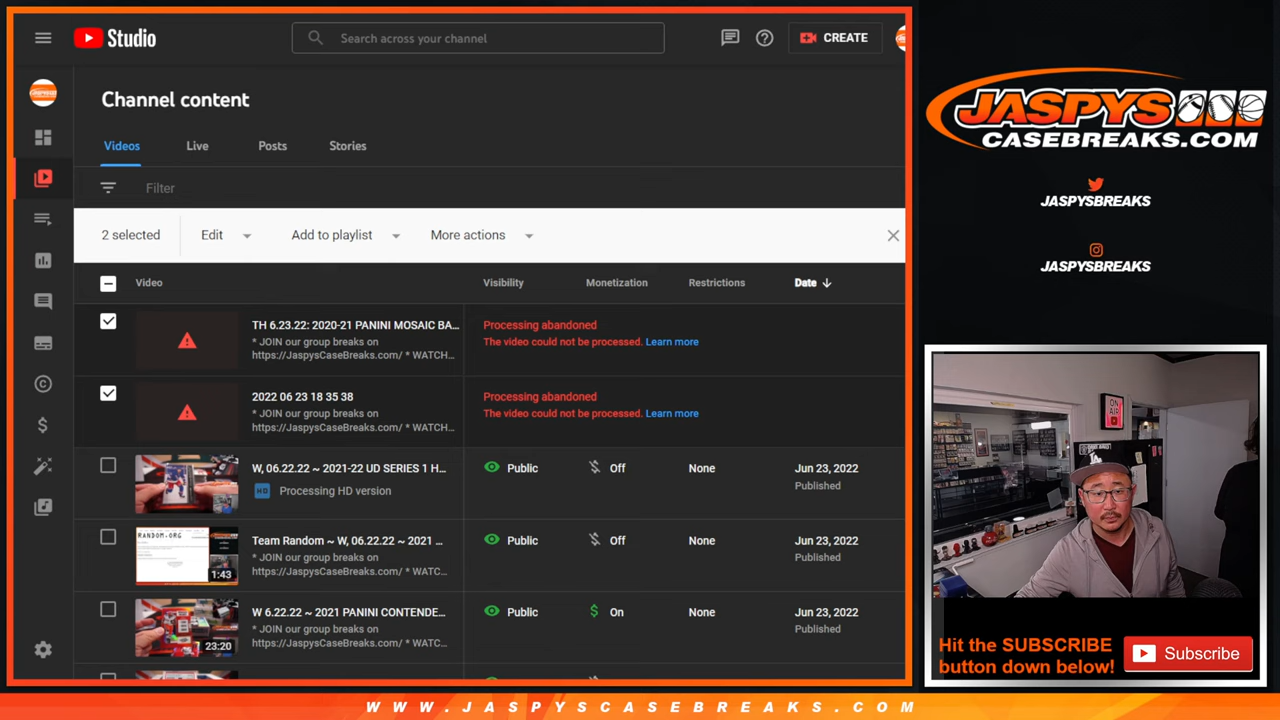 Studio
Search across your channel
CREATE
Channel content
Videos
Live
Posts
Stories
Filter
2 selected
Edit
Add to playlist
More actions
Video
Visibility
Monetization
Restrictions
Date
TH 6.23.22: 2020-21 PANINI MOSAIC BA...
* JOIN our group breaks on
https://JaspysCaseBreaks.com/ * WATCH...
Processing abandoned
The video could not be processed. Learn more
2022 06 23 18 35 38
* JOIN our group breaks on
https://JaspysCaseBreaks.com/ * WATCH...
Processing abandoned
The video could not be processed. Learn more
W, 06.22.22 ~ 2021-22 UD SERIES 1 H...
HD Processing HD version
Public
Off
None
Jun 23, 2022
Published
RANDOM.ORG
1:43
Team Random ~ W, 06.22.22 ~ 2021 ...
* JOIN our group breaks on
https://JaspysCaseBreaks.com/ * WATC...
Public
Off
None
Jun 23, 2022
Published
23:20
W 6.22.22 ~ 2021 PANINI CONTENDE...
* JOIN our group breaks on
https://JaspysCaseBreaks.com/ * WATC...
Public
$ On
None
Jun 23, 2022
Published
JASPYS
CASEBREAKS.COM
JASPYSBREAKS
JASPYSBREAKS
ON
AIR
Hit the SUBSCRIBE
button down below!
Subscribe
WWW.JASPYSCASEBREAKS.COM